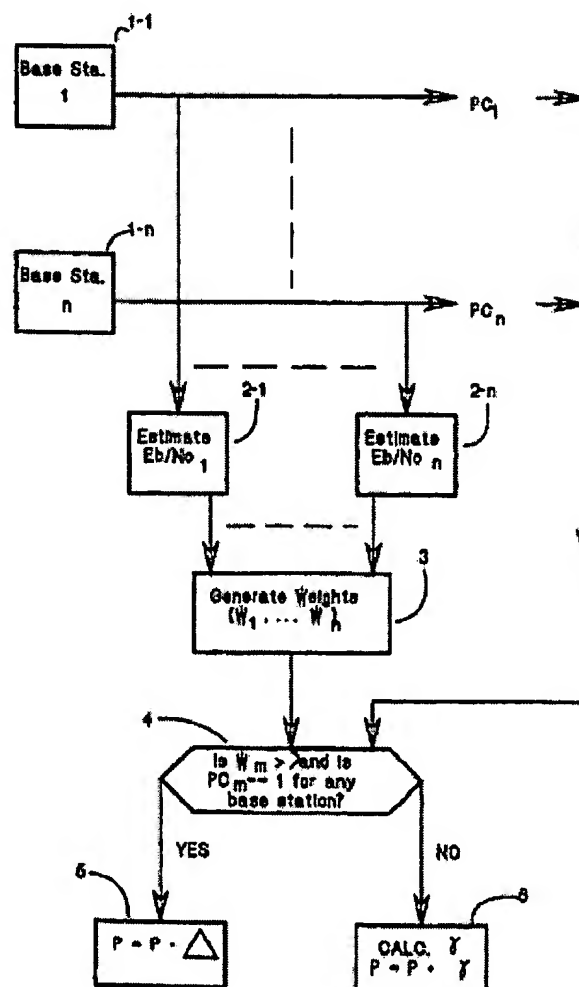 1-1
Base Sta.
1
PC₁
1-n
Base Sta.
n
PCₙ
2-1
2-n
Estimate
Eb/No ₁
Estimate
Eb/No ₙ
3
Generate Weights
(W₁, ... W)ₙ
4
Is Wₘ > λ and is
PCₘ=- 1 for any
base station?
YES
NO
5
6
P = P - △
CALC. γ
P = P + γ